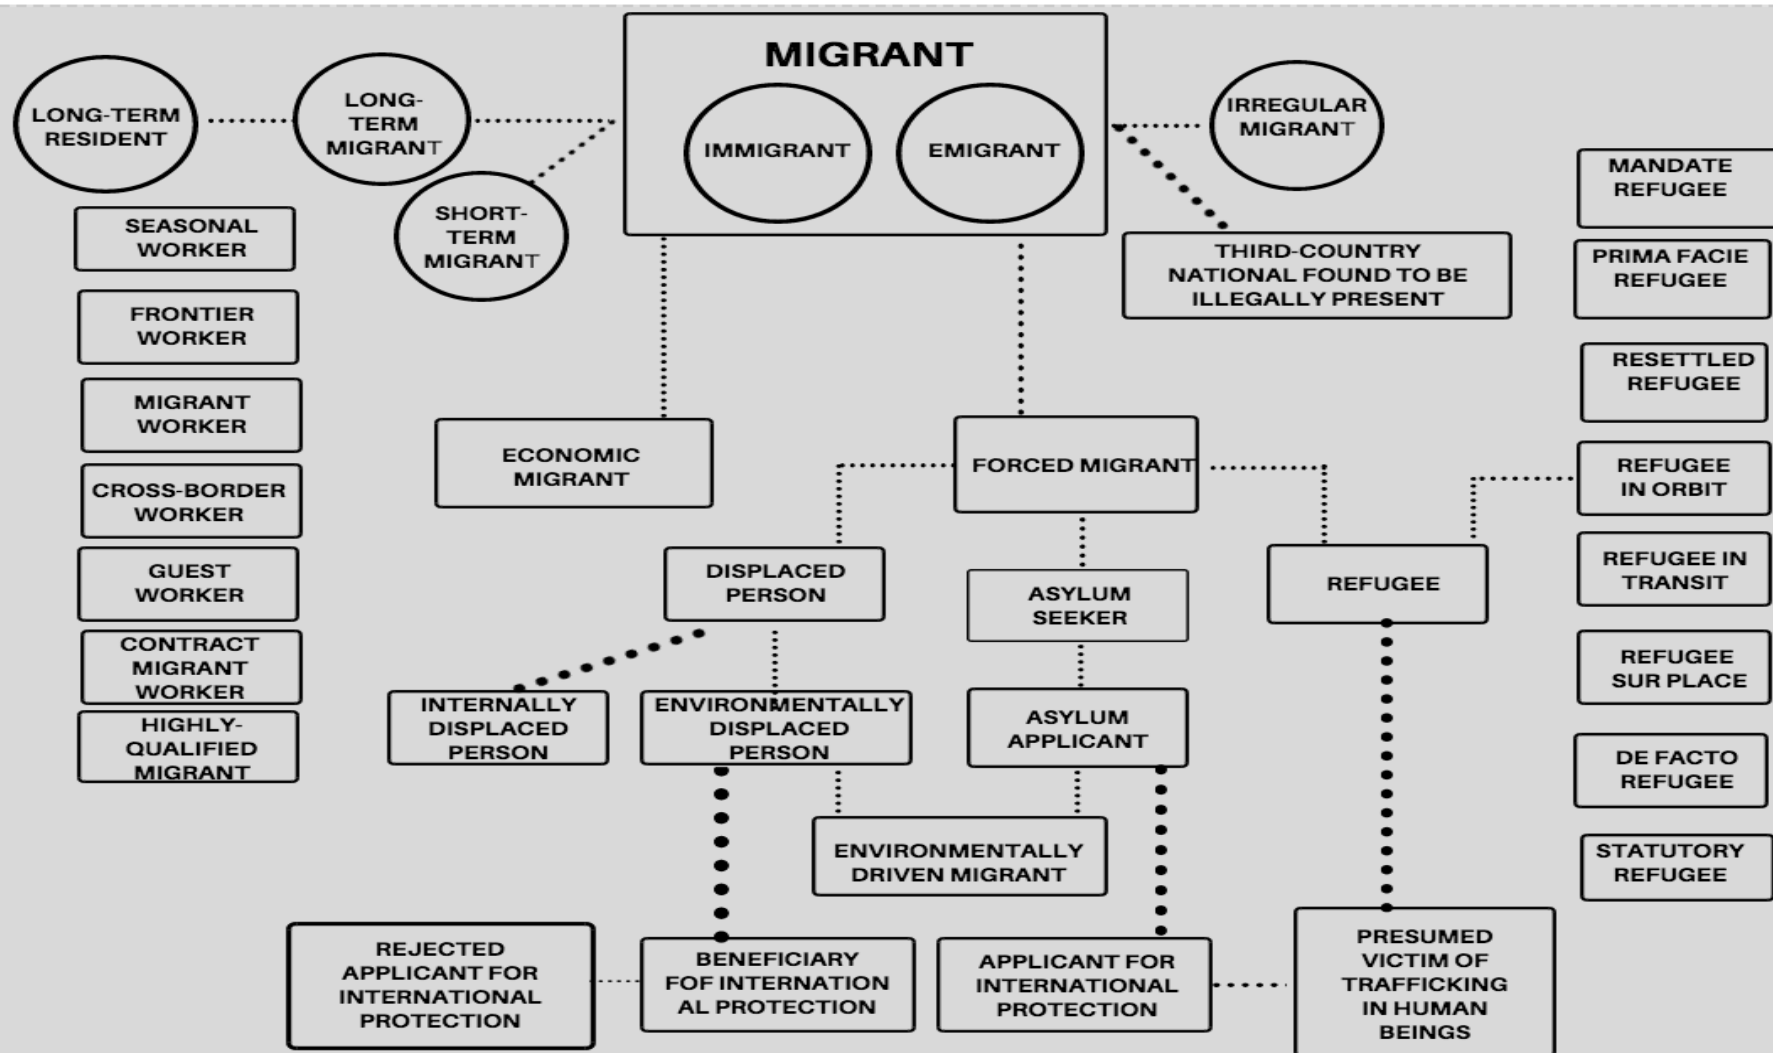 MIGRANT
IMMIGRANT
EMIGRANT
LONG-TERM
RESIDENT
LONG-
TERM
MIGRANT
SHORT-
TERM
MIGRANT
IRREGULAR
MIGRANT
THIRD-COUNTRY
NATIONAL FOUND TO BE
ILLEGALLY PRESENT
SEASONAL
WORKER
FRONTIER
WORKER
MIGRANT
WORKER
CROSS-BORDER
WORKER
GUEST
WORKER
CONTRACT
MIGRANT
WORKER
HIGHLY-
QUALIFIED
MIGRANT
ECONOMIC
MIGRANT
FORCED MIGRANT
DISPLACED
PERSON
ASYLUM
SEEKER
REFUGEE
INTERNALLY
DISPLACED
PERSON
ENVIRONMENTALLY
DISPLACED
PERSON
ASYLUM
APPLICANT
ENVIRONMENTALLY
DRIVEN MIGRANT
REJECTED
APPLICANT FOR
INTERNATIONAL
PROTECTION
BENEFICIARY
FOF INTERNATION
AL PROTECTION
APPLICANT FOR
INTERNATIONAL
PROTECTION
PRESUMED
VICTIM OF
TRAFFICKING
IN HUMAN
BEINGS
MANDATE
REFUGEE
PRIMA FACIE
REFUGEE
RESETTLED
REFUGEE
REFUGEE
IN ORBIT
REFUGEE IN
TRANSIT
REFUGEE
SUR PLACE
DE FACTO
REFUGEE
STATUTORY
REFUGEE